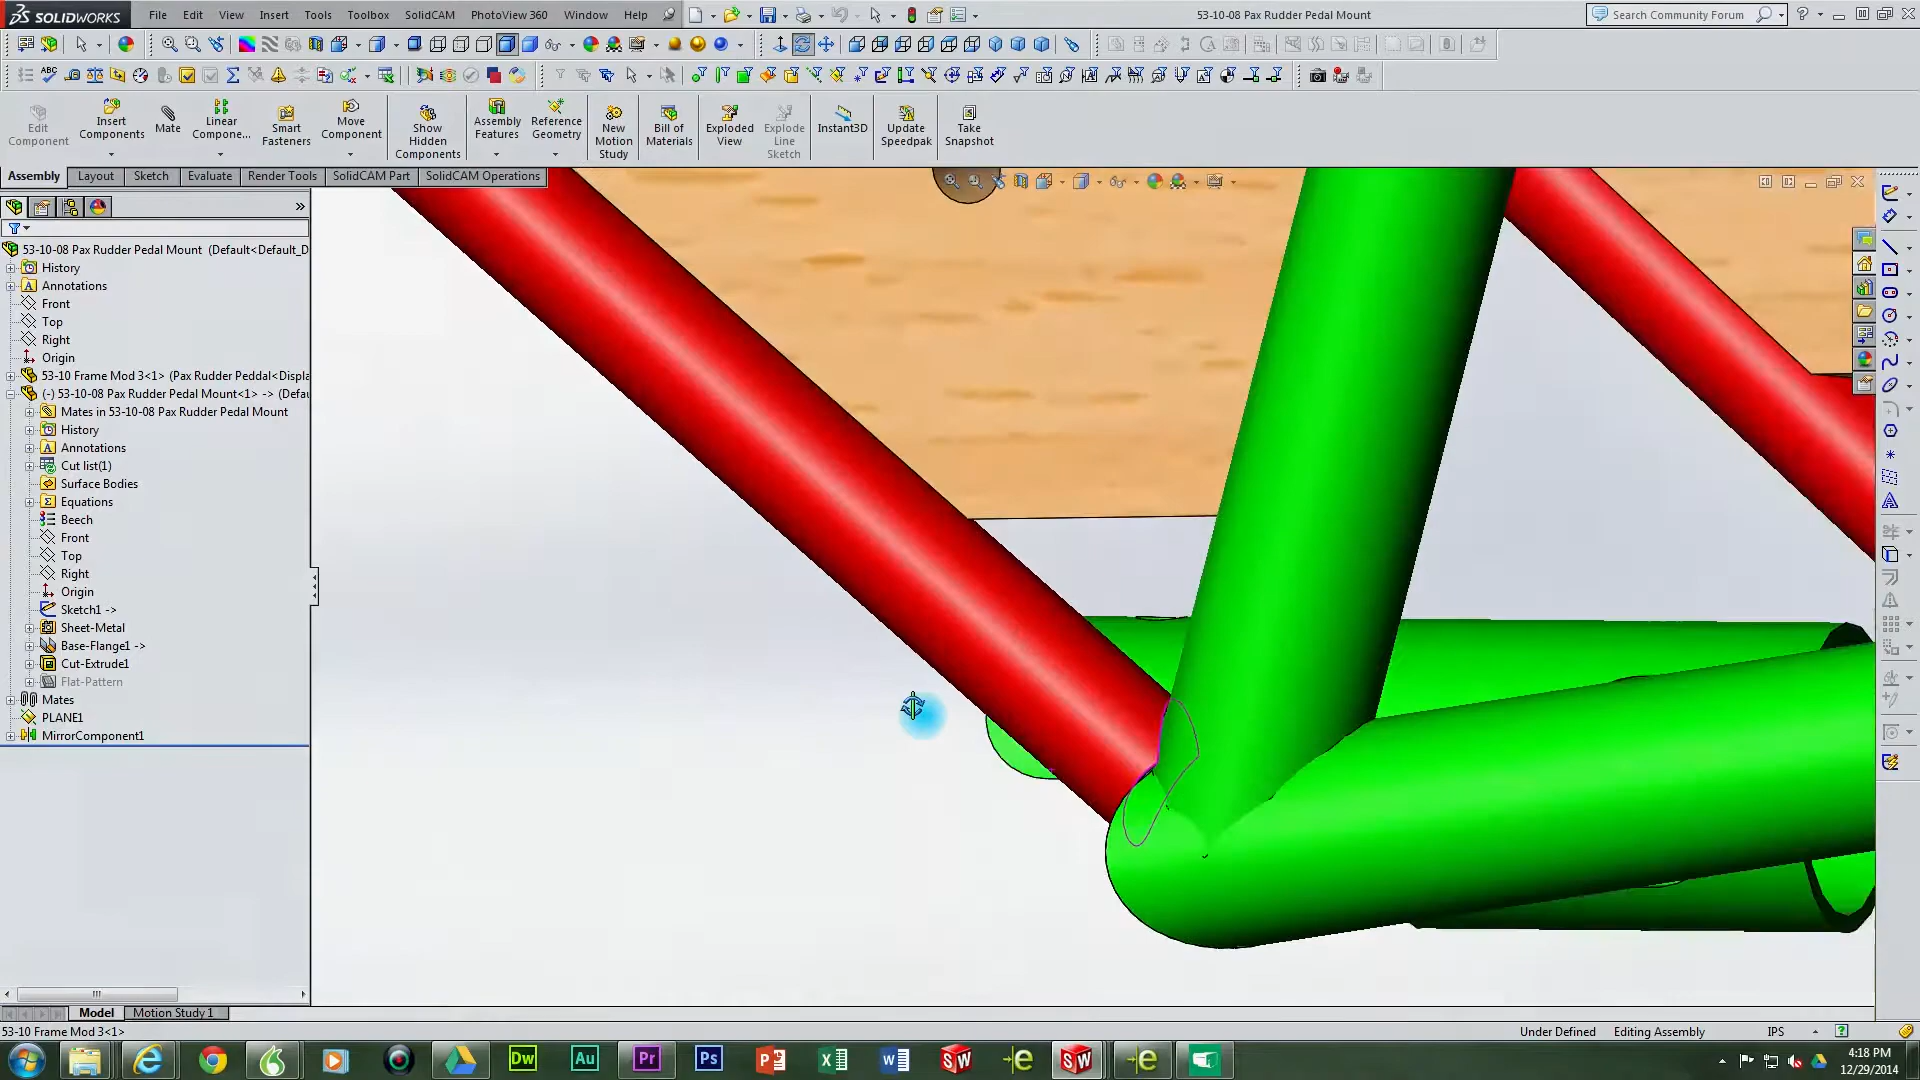 SOLIDWORKS
File Edit View Insert Tools Toolbox SolidCAM PhotoView 360 Window Help
53-10-08 Pax Rudder Pedal Mount
Search Community Forum
Edit Component
Insert Components
Mate
Linear Compone...
Smart Fasteners
Move Component
Show Hidden Components
Assembly Features
Reference Geometry
New Motion Study
Bill of Materials
Exploded View
Explode Line Sketch
Instant3D
Update Speedpak
Take Snapshot
Assembly Layout Sketch Evaluate Render Tools SolidCAM Part SolidCAM Operations
53-10-08 Pax Rudder Pedal Mount (Default<Default_D
History
Annotations
Front
Top
Right
Origin
53-10 Frame Mod 3<1> (Pax Rudder Peddal<Displa
(-) 53-10-08 Pax Rudder Pedal Mount<1> -> (Defau
Mates in 53-10-08 Pax Rudder Pedal Mount
History
Annotations
Cut list(1)
Surface Bodies
Equations
Beech
Front
Top
Right
Origin
Sketch1 ->
Sheet-Metal
Base-Flange1 ->
Cut-Extrude1
Flat-Pattern
Mates
PLANE1
MirrorComponent1
Model Motion Study 1
53-10 Frame Mod 3<1>
Under Defined Editing Assembly IPS
Dw Au Pr Ps SW SW
4:18 PM
12/29/2014